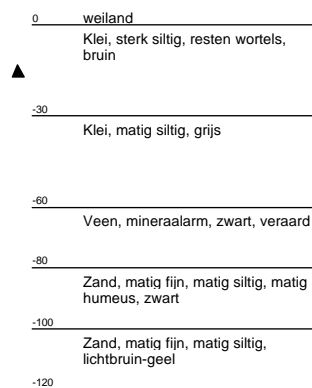 0 weiland
Klei, sterk siltig, resten wortels,
bruin
-30
Klei, matig siltig, grijs
-60
Veen, mineraalarm, zwart, veraard
-80
Zand, matig fijn, matig siltig, matig
humeus, zwart
-100
Zand, matig fijn, matig siltig,
lichtbruin-geel
-120